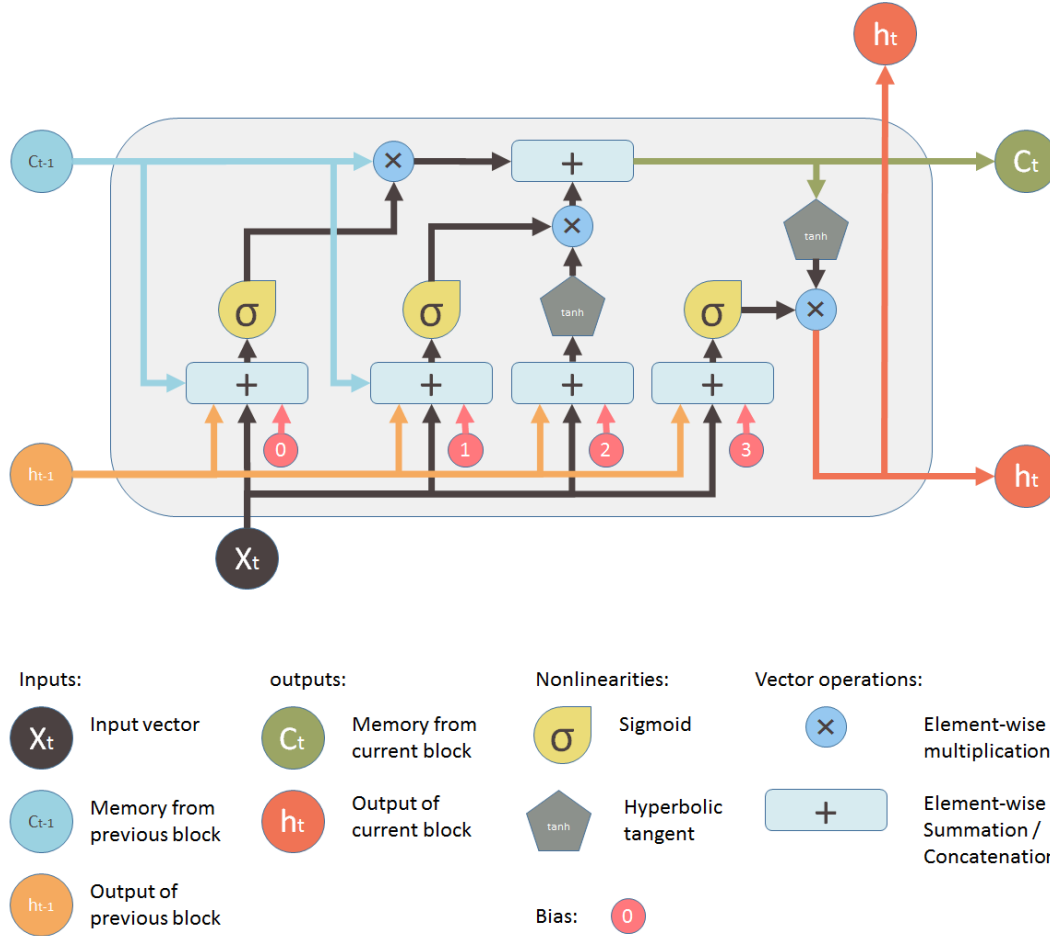 ht
Ct-1
×
+
Ct
×
tanh
σ
σ
tanh
σ
×
+
+
+
+
0
1
2
3
ht-1
ht
Xt
Inputs:
outputs:
Nonlinearities:
Vector operations:
Xt
Input vector
Ct
Memory from
current block
σ
Sigmoid
×
Element-wise
multiplication
Ct-1
Memory from
previous block
ht
Output of
current block
tanh
Hyperbolic
tangent
+
Element-wise
Summation /
Concatenation
ht-1
Output of
previous block
Bias:
0